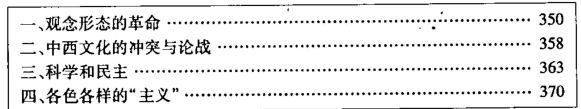 一、观念形态的革命 …………………………………………………… 350
二、中西文化的冲突与论战 ………………………………………… 358
三、科学和民主 ……………………………………………………… 363
四、各色各样的“主义” ……………………………………………… 370